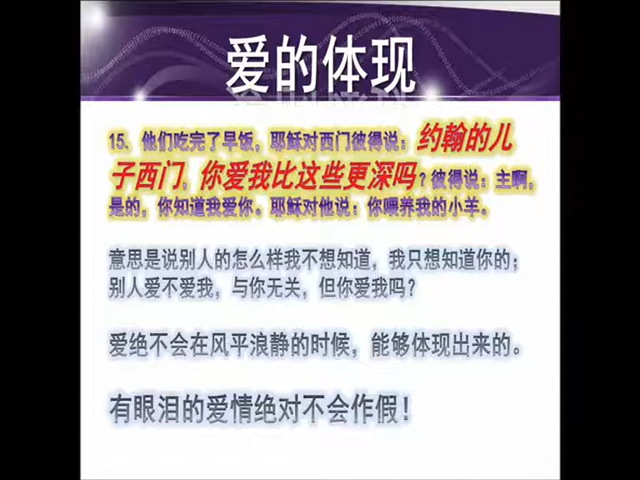 爱的体现
15. 他们吃完了早饭，耶稣对西门彼得说：约翰的儿
子西门，你爱我比这些更深吗？彼得说：主啊，
是的，你知道我爱你。耶稣对他说：你喂养我的小羊。
意思是说别人的怎么样我不想知道，我只想知道你的；
别人爱不爱我，与你无关，但你爱我吗？
爱绝不会在风平浪静的时候，能够体现出来的。
有眼泪的爱情绝对不会作假！